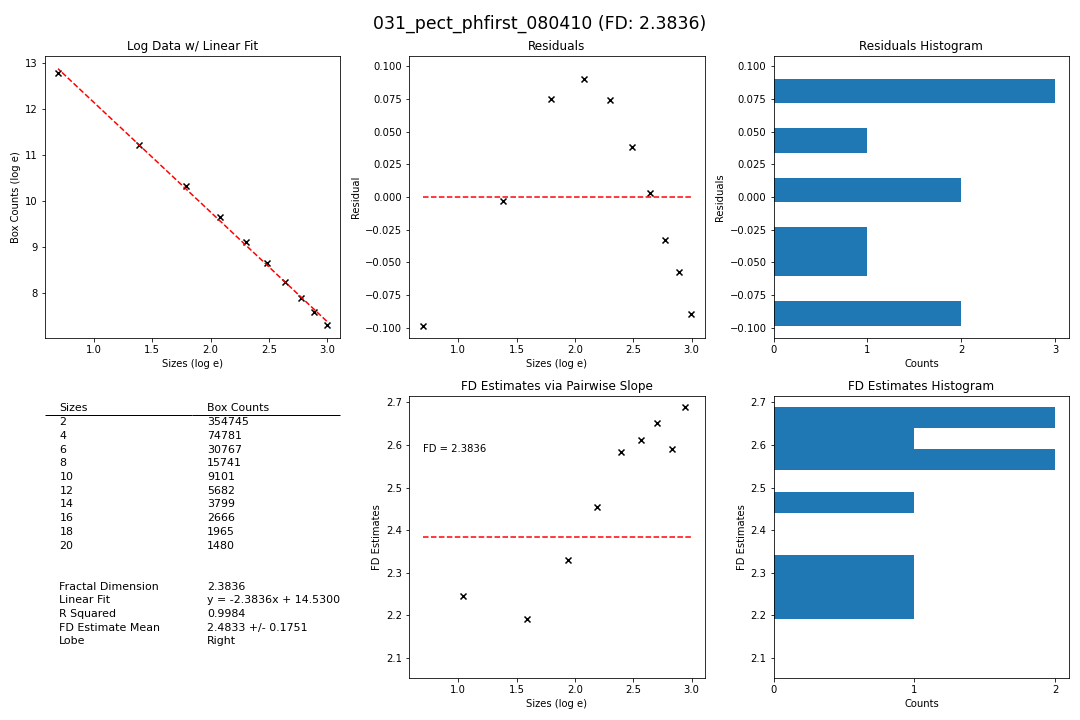 031_pect_phfirst_080410 (FD: 2.3836)
Log Data w/ Linear Fit
13
12
11
10
9
8
Box Counts (log e)
1.0 1.5 2.0 2.5 3.0
Sizes (log e)
Residuals
0.100
0.075
0.050
0.025
0.000
−0.025
−0.050
−0.075
−0.100
Residual
1.0 1.5 2.0 2.5 3.0
Sizes (log e)
Residuals Histogram
0.100
0.075
0.050
0.025
0.000
−0.025
−0.050
−0.075
−0.100
Residuals
0 1 2 3
Counts
Sizes Box Counts
2 354745
4 74781
6 30767
8 15741
10 9101
12 5682
14 3799
16 2666
18 1965
20 1480
Fractal Dimension 2.3836
Linear Fit y = -2.3836x + 14.5300
R Squared 0.9984
FD Estimate Mean 2.4833 +/- 0.1751
Lobe Right
FD Estimates via Pairwise Slope
2.7
2.6
2.5
2.4
2.3
2.2
2.1
FD Estimates
FD = 2.3836
1.0 1.5 2.0 2.5 3.0
Sizes (log e)
FD Estimates Histogram
2.7
2.6
2.5
2.4
2.3
2.2
2.1
FD Estimates
0 1 2
Counts